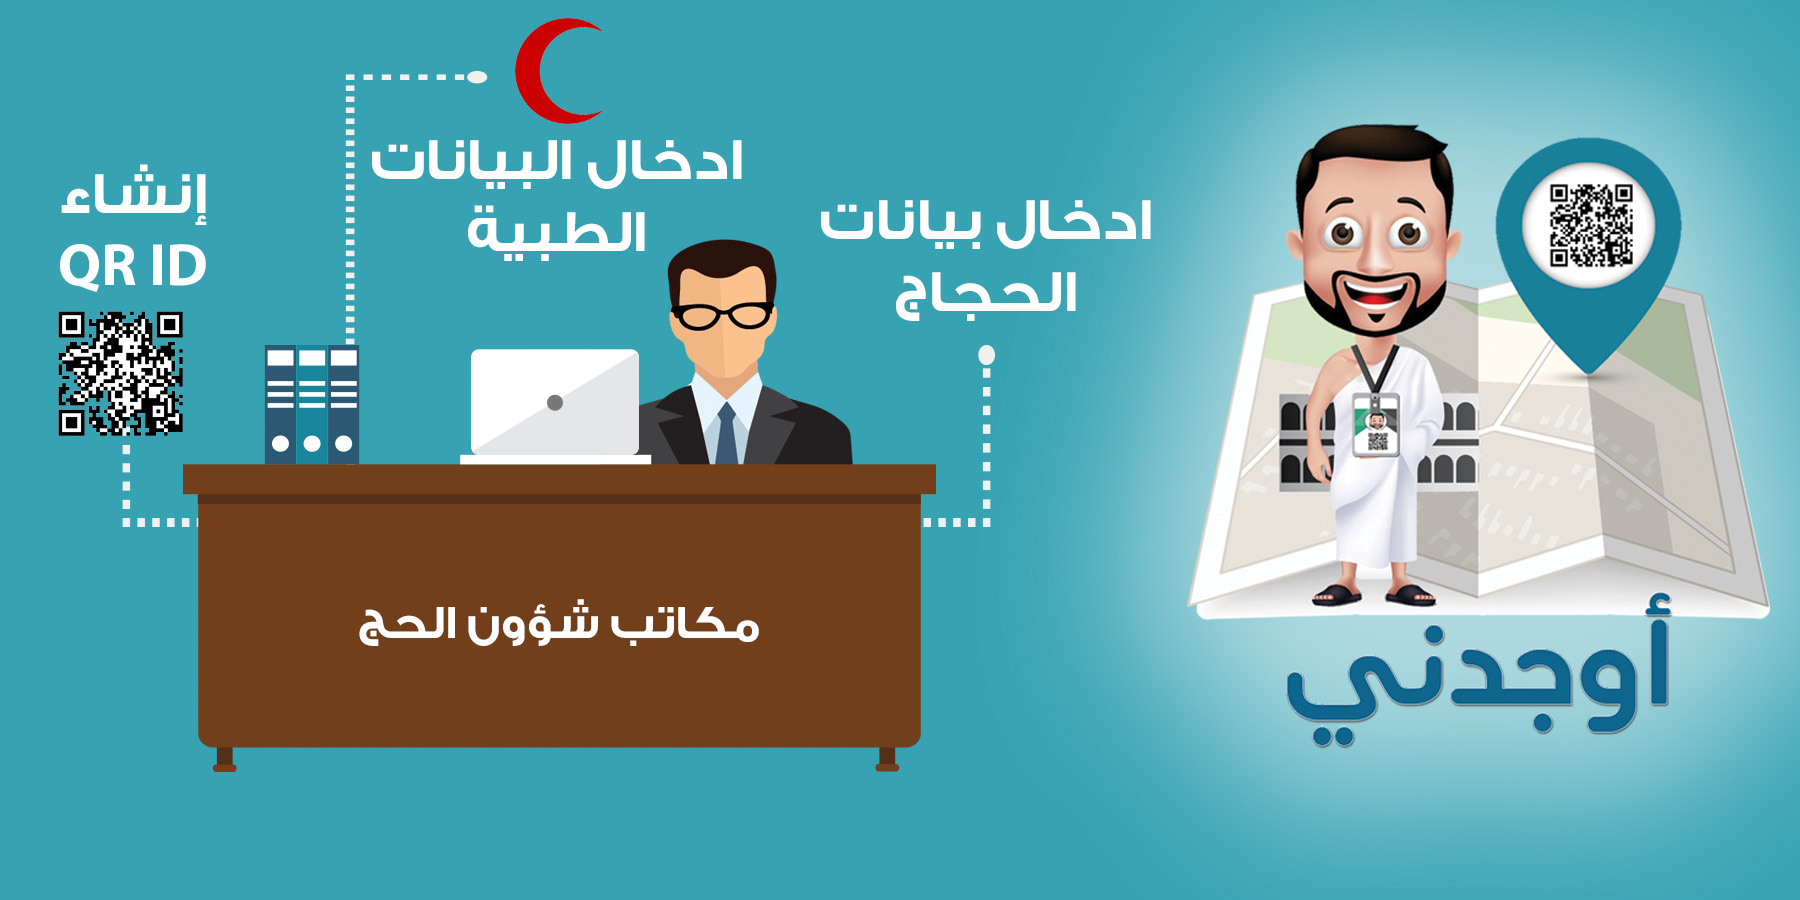 ادخال بيانات
الحجاج
ادخال البيانات
الطبية
إنشاء
QR ID
مكاتب شؤون الحج
أوجدني